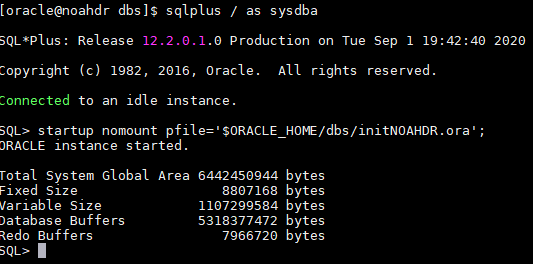 [oracle@noahdr dbs]$ sqlplus / as sysdba
SQL*Plus: Release 12.2.0.1.0 Production on Tue Sep 1 19:42:40 2020
Copyright (c) 1982, 2016, Oracle.  All rights reserved.
Connected to an idle instance.
SQL> startup nomount pfile='$ORACLE_HOME/dbs/initNOAHDR.ora';
ORACLE instance started.
Total System Global Area 6442450944 bytes
Fixed Size                  8807168 bytes
Variable Size            1107299584 bytes
Database Buffers         5318377472 bytes
Redo Buffers                7966720 bytes
SQL>